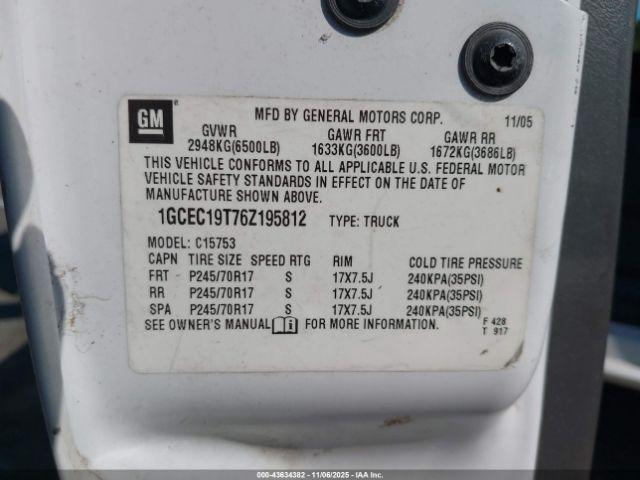 GM
MFD BY GENERAL MOTORS CORP. 11/05
GVWR GAWR FRT GAWR RR
2948KG(6500LB) 1633KG(3600LB) 1672KG(3686LB)
THIS VEHICLE CONFORMS TO ALL APPLICABLE U.S. FEDERAL MOTOR
VEHICLE SAFETY STANDARDS IN EFFECT ON THE DATE OF
MANUFACTURE SHOWN ABOVE.
1GCEC19T76Z195812 TYPE: TRUCK
MODEL: C15753
CAPN TIRE SIZE SPEED RTG RIM COLD TIRE PRESSURE
FRT P245/70R17 S 17X7.5J 240KPA(35PSI)
RR P245/70R17 S 17X7.5J 240KPA(35PSI)
SPA P245/70R17 S 17X7.5J 240KPA(35PSI)
SEE OWNER'S MANUAL FOR MORE INFORMATION.
F 428
T 917
000-43634382 - 11/06/2025 - IAAI.COM